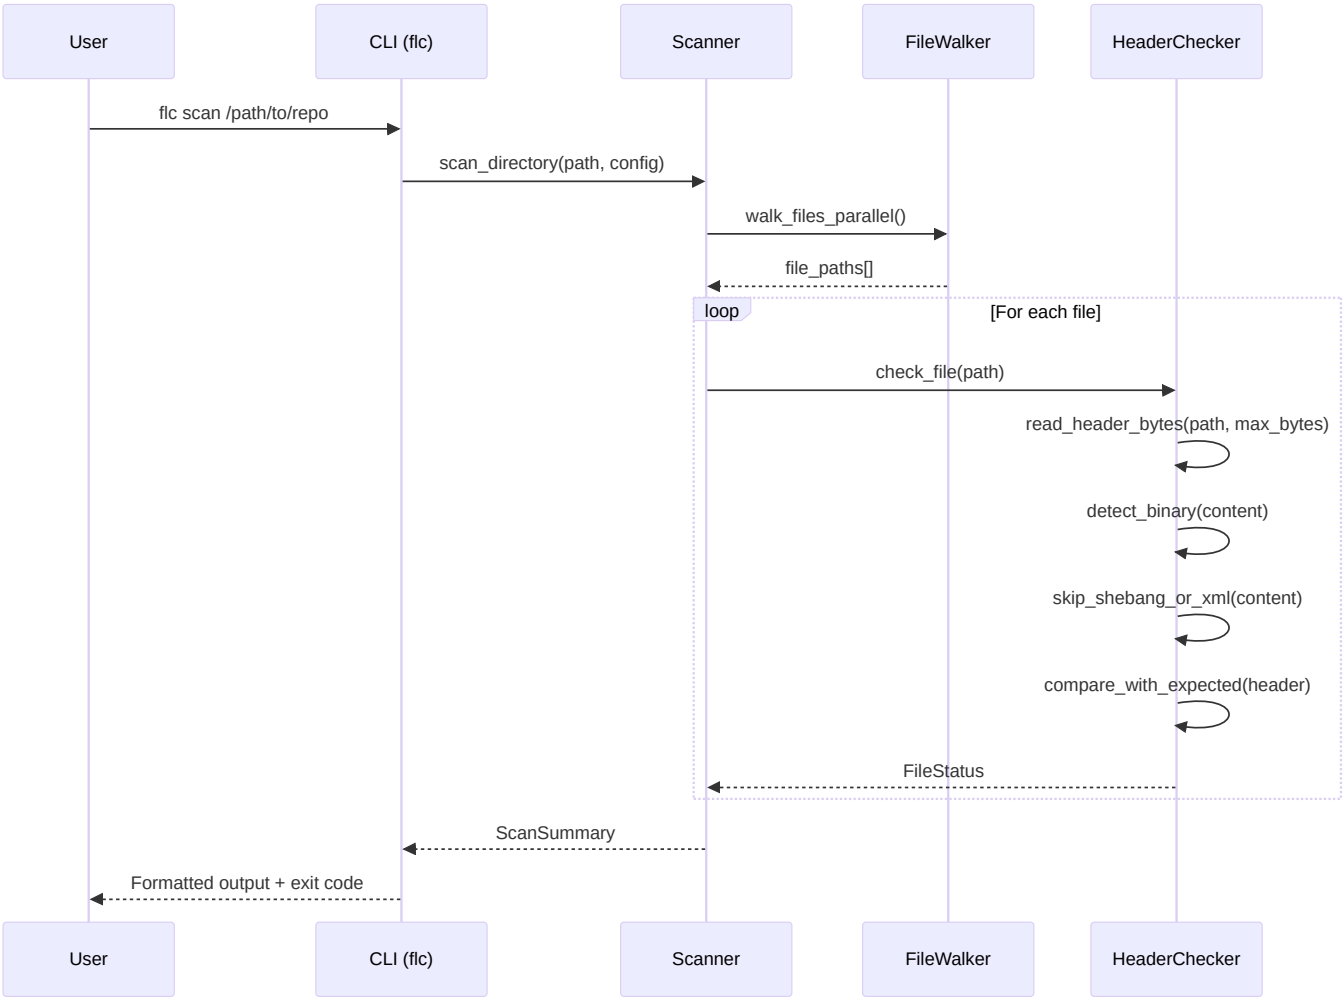 User
CLI (flc)
Scanner
FileWalker
HeaderChecker
flc scan /path/to/repo
scan_directory(path, config)
walk_files_parallel()
file_paths[]
loop
[For each file]
check_file(path)
read_header_bytes(path, max_bytes)
detect_binary(content)
skip_shebang_or_xml(content)
compare_with_expected(header)
FileStatus
ScanSummary
Formatted output + exit code
User
CLI (flc)
Scanner
FileWalker
HeaderChecker